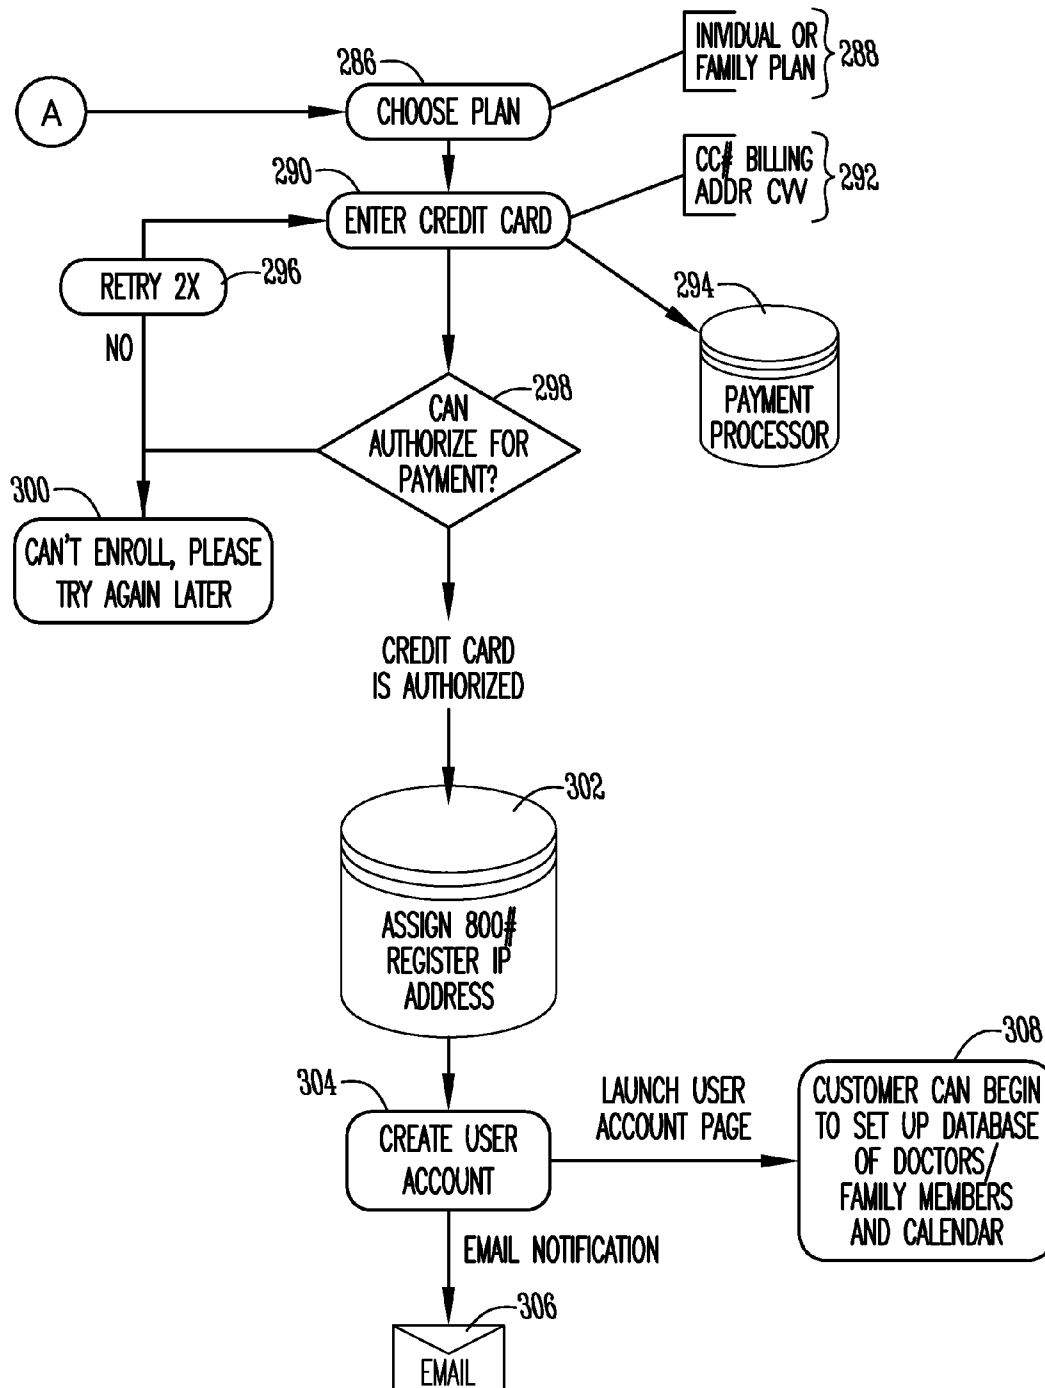 INIVIDUAL OR
FAMILY PLAN
288
286
A
CHOOSE PLAN
CC# BILLING
ADDR CVV
292
290
ENTER CREDIT CARD
RETRY 2X
296
294
NO
PAYMENT
PROCESSOR
298
CAN
AUTHORIZE FOR
PAYMENT?
300
CAN'T ENROLL, PLEASE
TRY AGAIN LATER
CREDIT CARD
IS AUTHORIZED
302
ASSIGN 800#
REGISTER IP
ADDRESS
304
CREATE USER
ACCOUNT
LAUNCH USER
ACCOUNT PAGE
308
CUSTOMER CAN BEGIN
TO SET UP DATABASE
OF DOCTORS/
FAMILY MEMBERS
AND CALENDAR
EMAIL NOTIFICATION
306
EMAIL